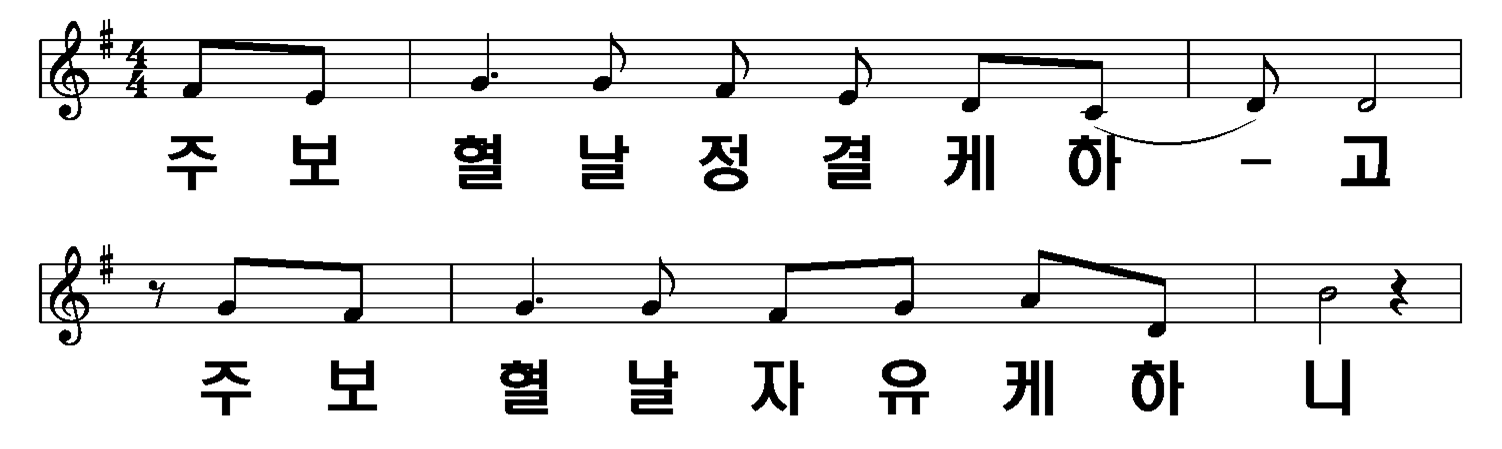 주 보 혈 날 정 결 케 하 - 고
주 보 혈 날 자 유 케 하 니